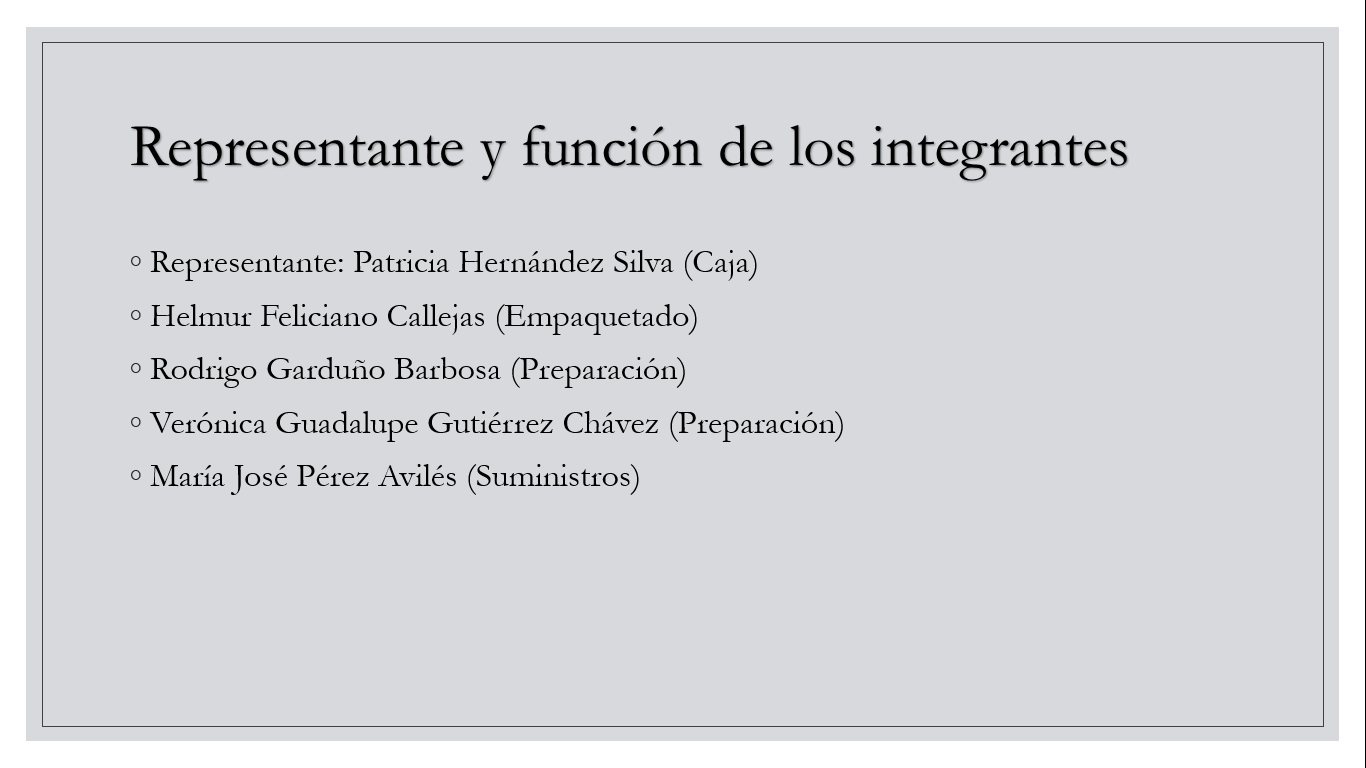 Representante y función de los integrantes
◦ Representante: Patricia Hernández Silva (Caja)
◦ Helmur Feliciano Callejas (Empaquetado)
◦ Rodrigo Garduño Barbosa (Preparación)
◦ Verónica Guadalupe Gutiérrez Chávez (Preparación)
◦ María José Pérez Avilés (Suministros)